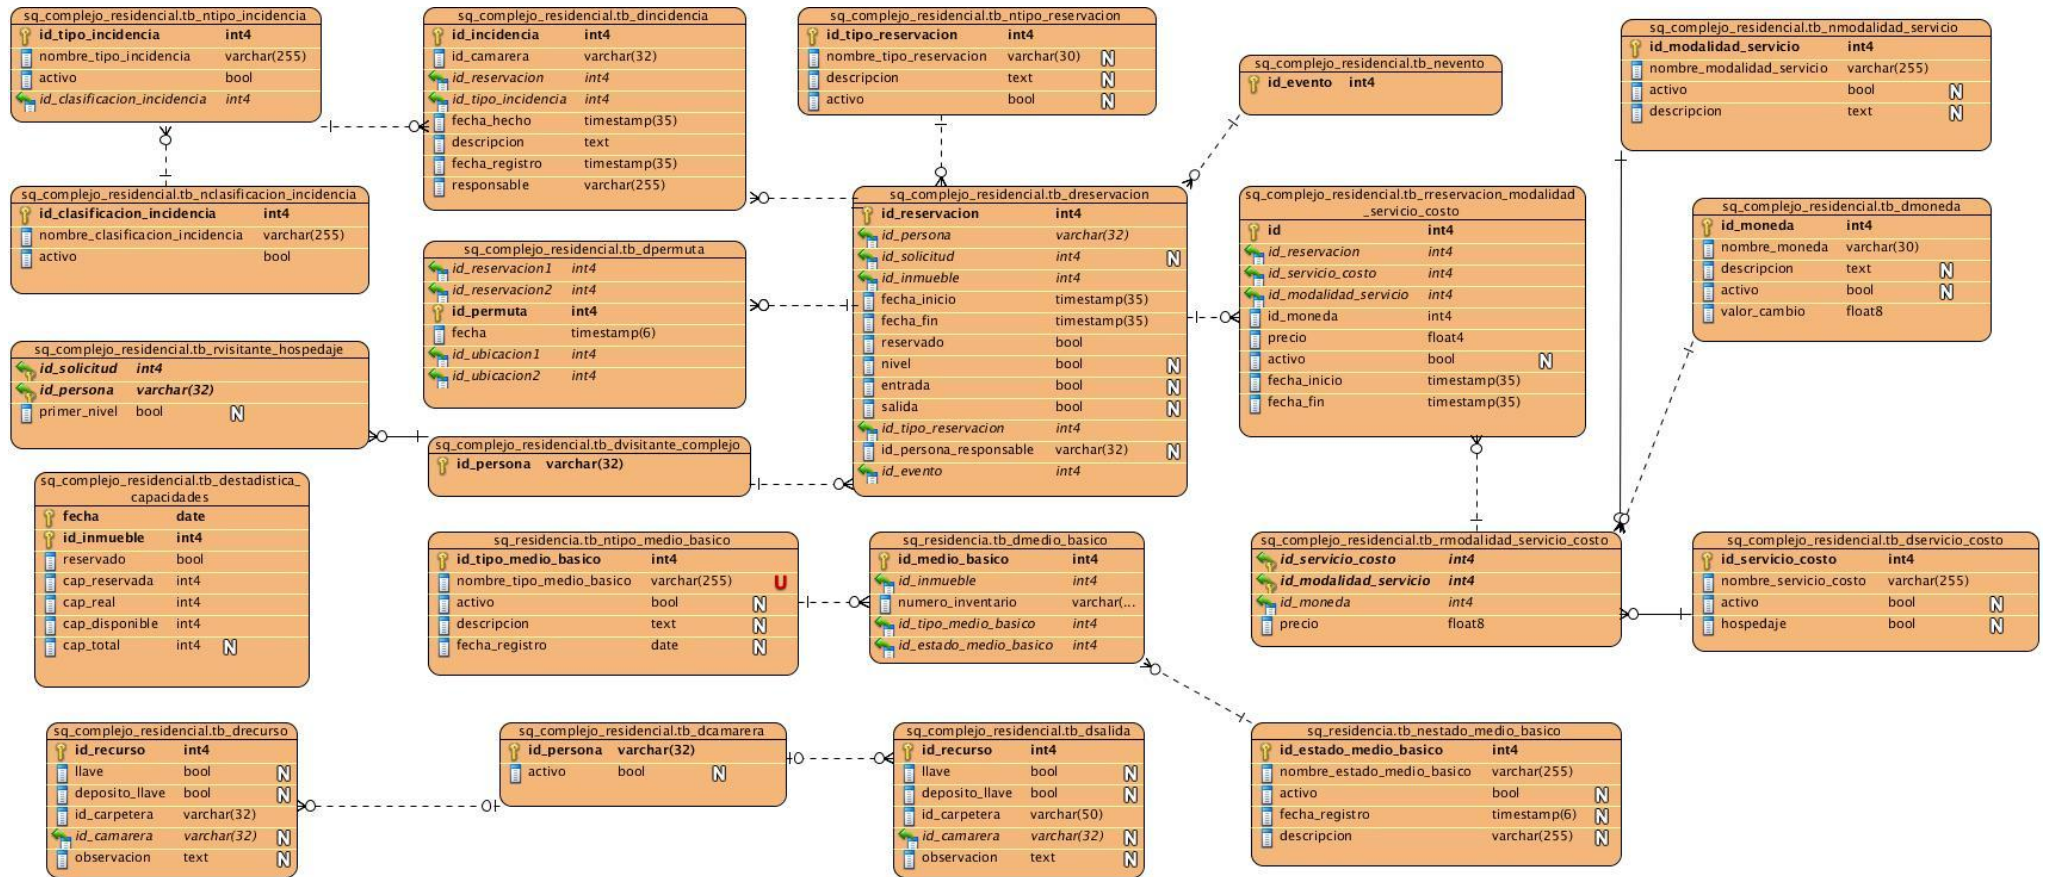 sq_complejo_residencial.tb_ntipo_incidencia
id_tipo_incidencia int4
nombre_tipo_incidencia varchar(255)
activo bool
id_clasificacion_incidencia int4
sq_complejo_residencial.tb_dincidencia
id_incidencia int4
id_camarera varchar(32)
id_reservacion int4
id_tipo_incidencia int4
fecha_hecho timestamp(35)
descripcion text
fecha_registro timestamp(35)
responsable varchar(255)
sq_complejo_residencial.tb_ntipo_reservacion
id_tipo_reservacion int4
nombre_tipo_reservacion varchar(30) N
descripcion text N
activo bool N
sq_complejo_residencial.tb_nevento
id_evento int4
sq_complejo_residencial.tb_nmodalidad_servicio
id_modalidad_servicio int4
nombre_modalidad_servicio varchar(255)
activo bool N
descripcion text N
sq_complejo_residencial.tb_nclasificacion_incidencia
id_clasificacion_incidencia int4
nombre_clasificacion_incidencia varchar(255)
activo bool
sq_complejo_residencial.tb_dpermuta
id_reservacion1 int4
id_reservacion2 int4
id_permuta int4
fecha timestamp(6)
id_ubicacion1 int4
id_ubicacion2 int4
sq_complejo_residencial.tb_dreservacion
id_reservacion int4
id_persona varchar(32)
id_solicitud int4 N
id_inmueble int4
fecha_inicio timestamp(35)
fecha_fin timestamp(35)
reservado bool
nivel bool N
entrada bool N
salida bool N
id_tipo_reservacion int4
id_persona_responsable varchar(32) N
id_evento int4
sq_complejo_residencial.tb_rreservacion_modalidad
_servicio_costo
id int4
id_reservacion int4
id_servicio_costo int4
id_modalidad_servicio int4
id_moneda int4
precio float4
activo bool N
fecha_inicio timestamp(35)
fecha_fin timestamp(35)
sq_complejo_residencial.tb_dmoneda
id_moneda int4
nombre_moneda varchar(30)
descripcion text N
activo bool N
valor_cambio float8
sq_complejo_residencial.tb_rvisitante_hospedaje
id_solicitud int4
id_persona varchar(32)
primer_nivel bool N
sq_complejo_residencial.tb_dvisitante_complejo
id_persona varchar(32)
sq_complejo_residencial.tb_destadistica_
capacidades
fecha date
id_inmueble int4
reservado bool
cap_reservada int4
cap_real int4
cap_disponible int4
cap_total int4 N
sq_residencia.tb_ntipo_medio_basico
id_tipo_medio_basico int4
nombre_tipo_medio_basico varchar(255) U
activo bool N
descripcion text N
fecha_registro date N
sq_residencia.tb_dmedio_basico
id_medio_basico int4
id_inmueble int4
numero_inventario varchar(...
id_tipo_medio_basico int4
id_estado_medio_basico int4
sq_complejo_residencial.tb_rmodalidad_servicio_costo
id_servicio_costo int4
id_modalidad_servicio int4
id_moneda int4
precio float8
sq_complejo_residencial.tb_dservicio_costo
id_servicio_costo int4
nombre_servicio_costo varchar(255)
activo bool N
hospedaje bool N
sq_complejo_residencial.tb_drecurso
id_recurso int4
llave bool N
deposito_llave bool N
id_carpetera varchar(32)
id_camarera varchar(32) N
observacion text N
sq_complejo_residencial.tb_dcamarera
id_persona varchar(32)
activo bool N
sq_complejo_residencial.tb_dsalida
id_recurso int4
llave bool N
deposito_llave bool N
id_carpetera varchar(50)
id_camarera varchar(32) N
observacion text N
sq_residencia.tb_nestado_medio_basico
id_estado_medio_basico int4
nombre_estado_medio_basico varchar(255)
activo bool N
fecha_registro timestamp(6) N
descripcion varchar(255) N